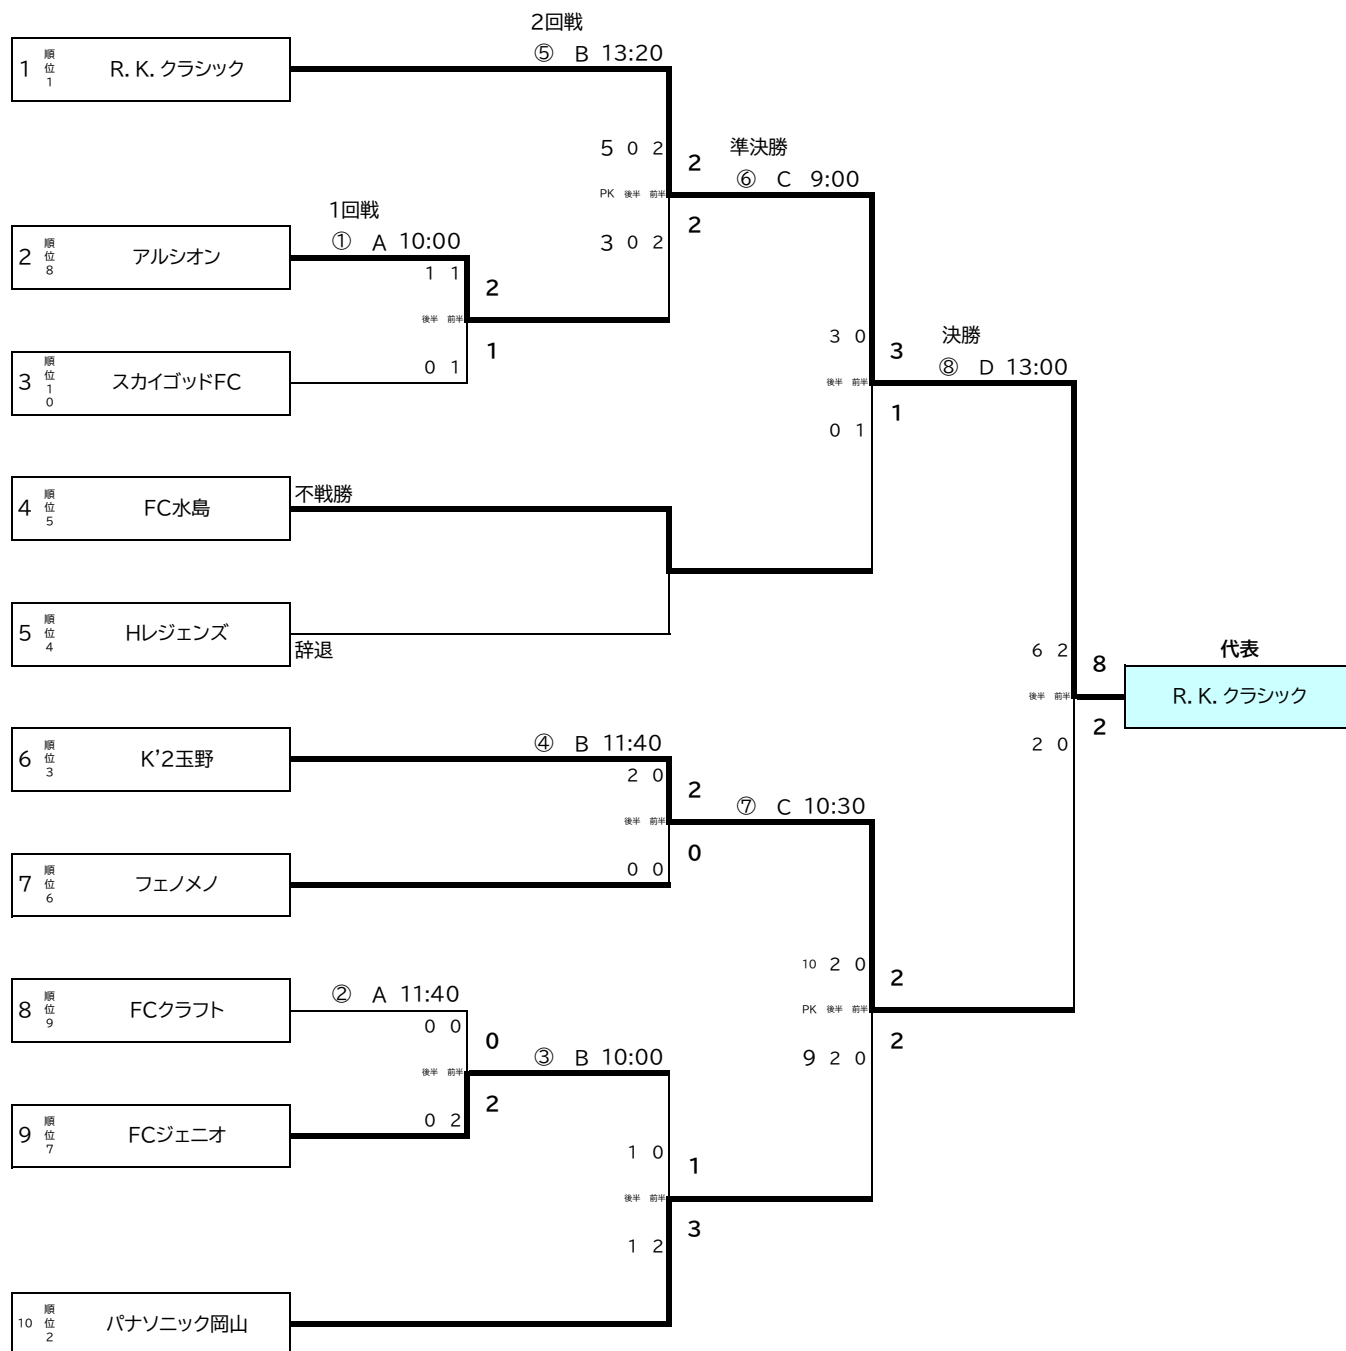 2回戦
⑤ B 13:20
1 順位1 R. K. クラシック
5 0 2
2
準決勝
⑥ C 9:00
PK 後半 前半
2
3 0 2
1回戦
① A 10:00
2 順位8 アルシオン
1 1
2
後半 前半
1
0 1
3 順位10 スカイゴッドFC
3 0
3
決勝
⑧ D 13:00
後半 前半
1
0 1
4 順位5 FC水島
不戦勝
5 順位4 Hレジェンズ
辞退
6 2
8
代表
後半 前半
R. K. クラシック
2
2 0
6 順位3 K’2玉野
④ B 11:40
2 0
2
⑦ C 10:30
後半 前半
0
0 0
7 順位6 フェノメノ
10 2 0
2
PK 後半 前半
2
9 2 0
8 順位9 FCクラフト
② A 11:40
0 0
0
③ B 10:00
後半 前半
2
0 2
9 順位7 FCジェニオ
1 0
1
後半 前半
3
1 2
10 順位2 パナソニック岡山